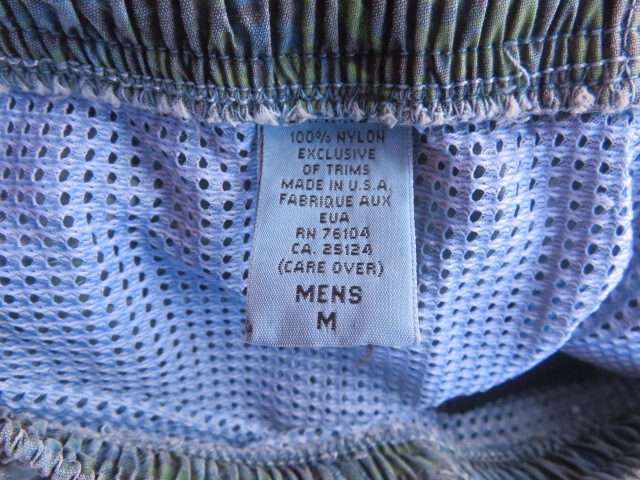 100% NYLON
EXCLUSIVE
OF TRIMS
MADE IN U.S.A.
FABRIQUE AUX
EUA
RN 76104
CA. 25124
(CARE OVER)
MENS
M